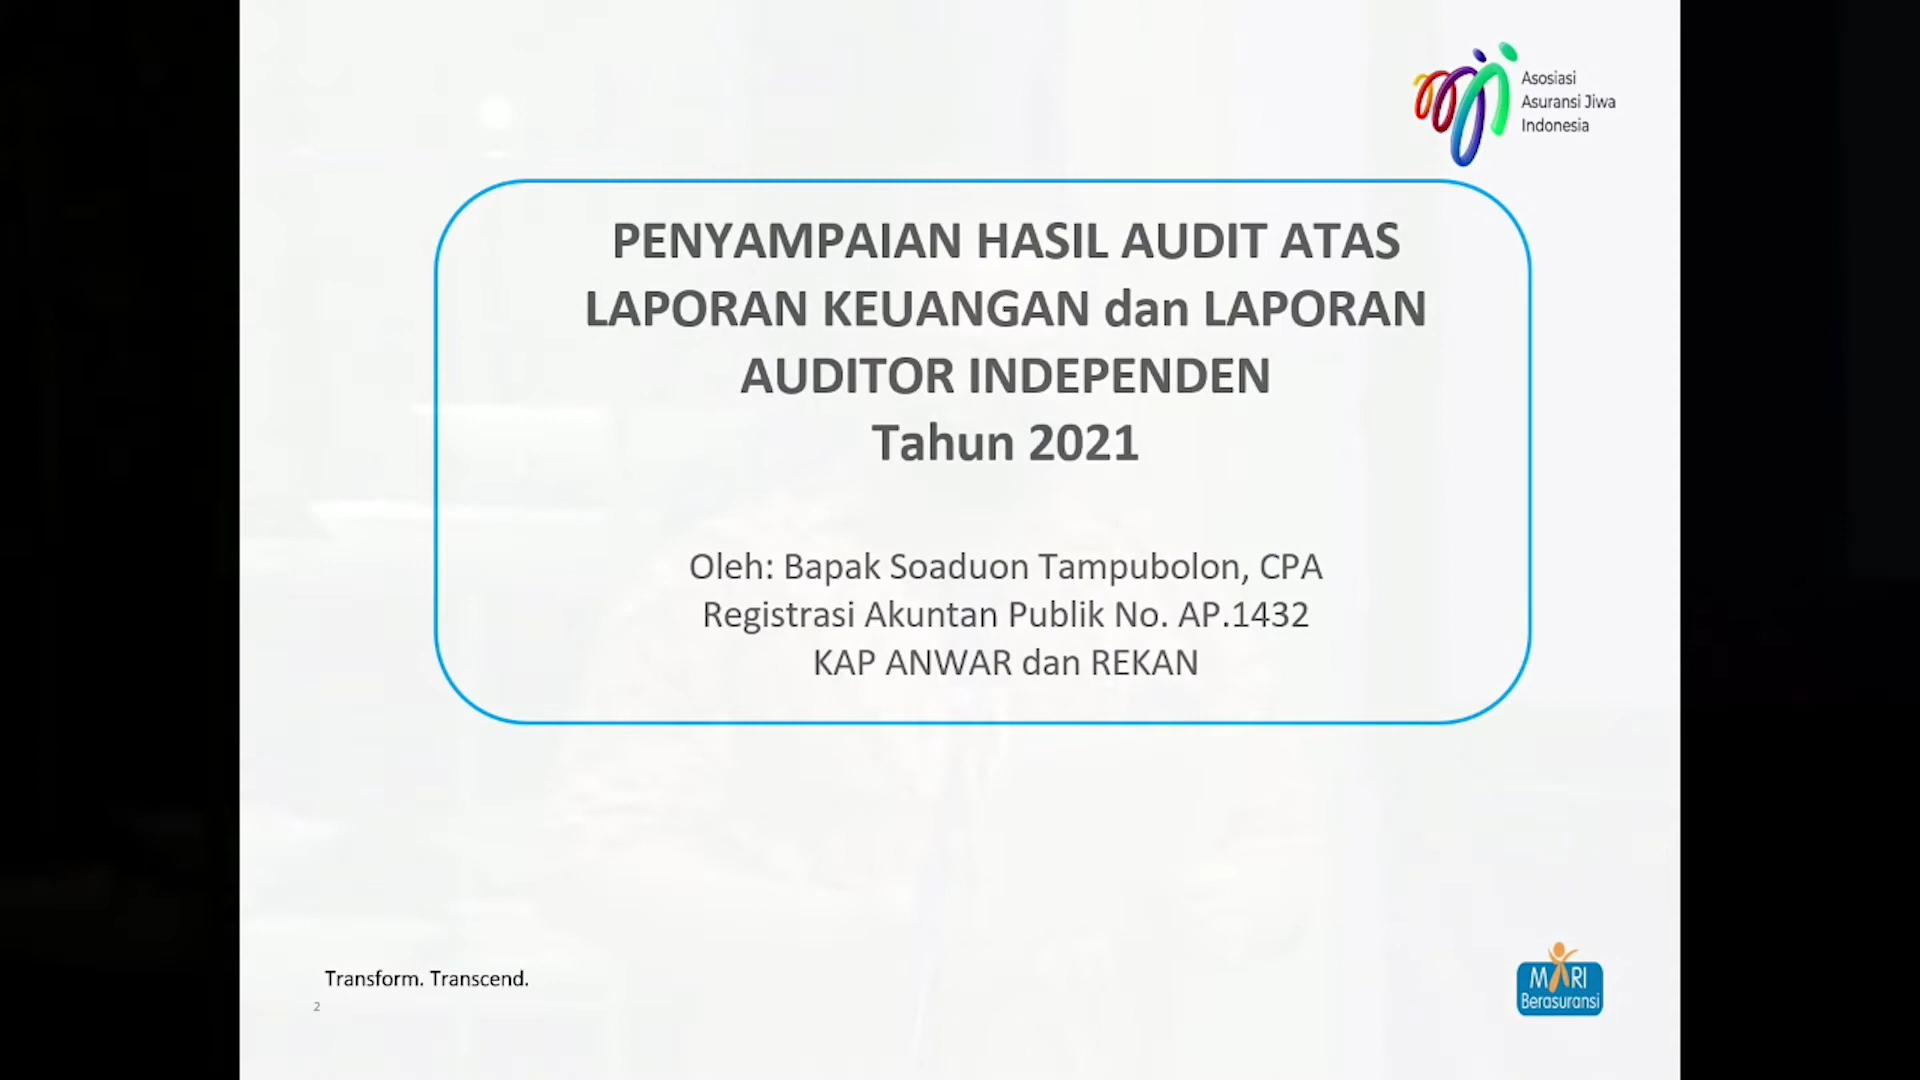 Asosiasi
Asuransi Jiwa
Indonesia
PENYAMPAIAN HASIL AUDIT ATAS
LAPORAN KEUANGAN dan LAPORAN
AUDITOR INDEPENDEN
Tahun 2021
Oleh: Bapak Soaduon Tampubolon, CPA
Registrasi Akuntan Publik No. AP.1432
KAP ANWAR dan REKAN
Transform. Transcend.
2
MARI
Berasuransi